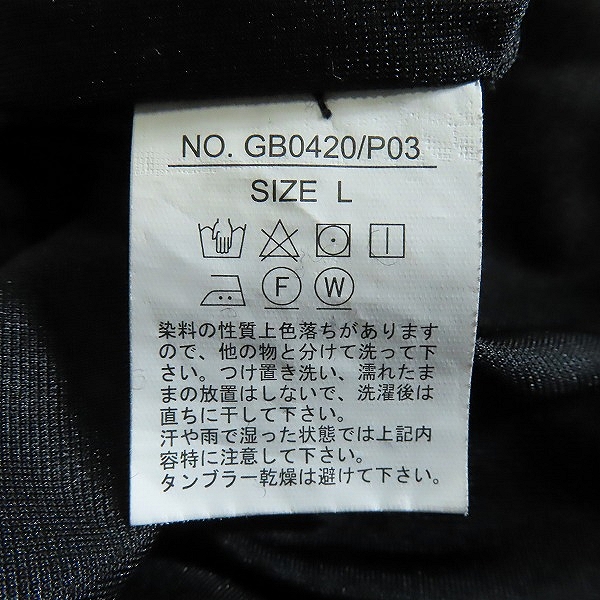 NO. GB0420/P03
SIZE L
F W
染料の性質上色落ちがあります
ので、他の物と分けて洗って下
さい。つけ置き洗い、濡れたま
まの放置はしないで、洗濯後は
直ちに干して下さい。
汗や雨で湿った状態では上記内
容特に注意して下さい。
タンブラー乾燥は避けて下さい。